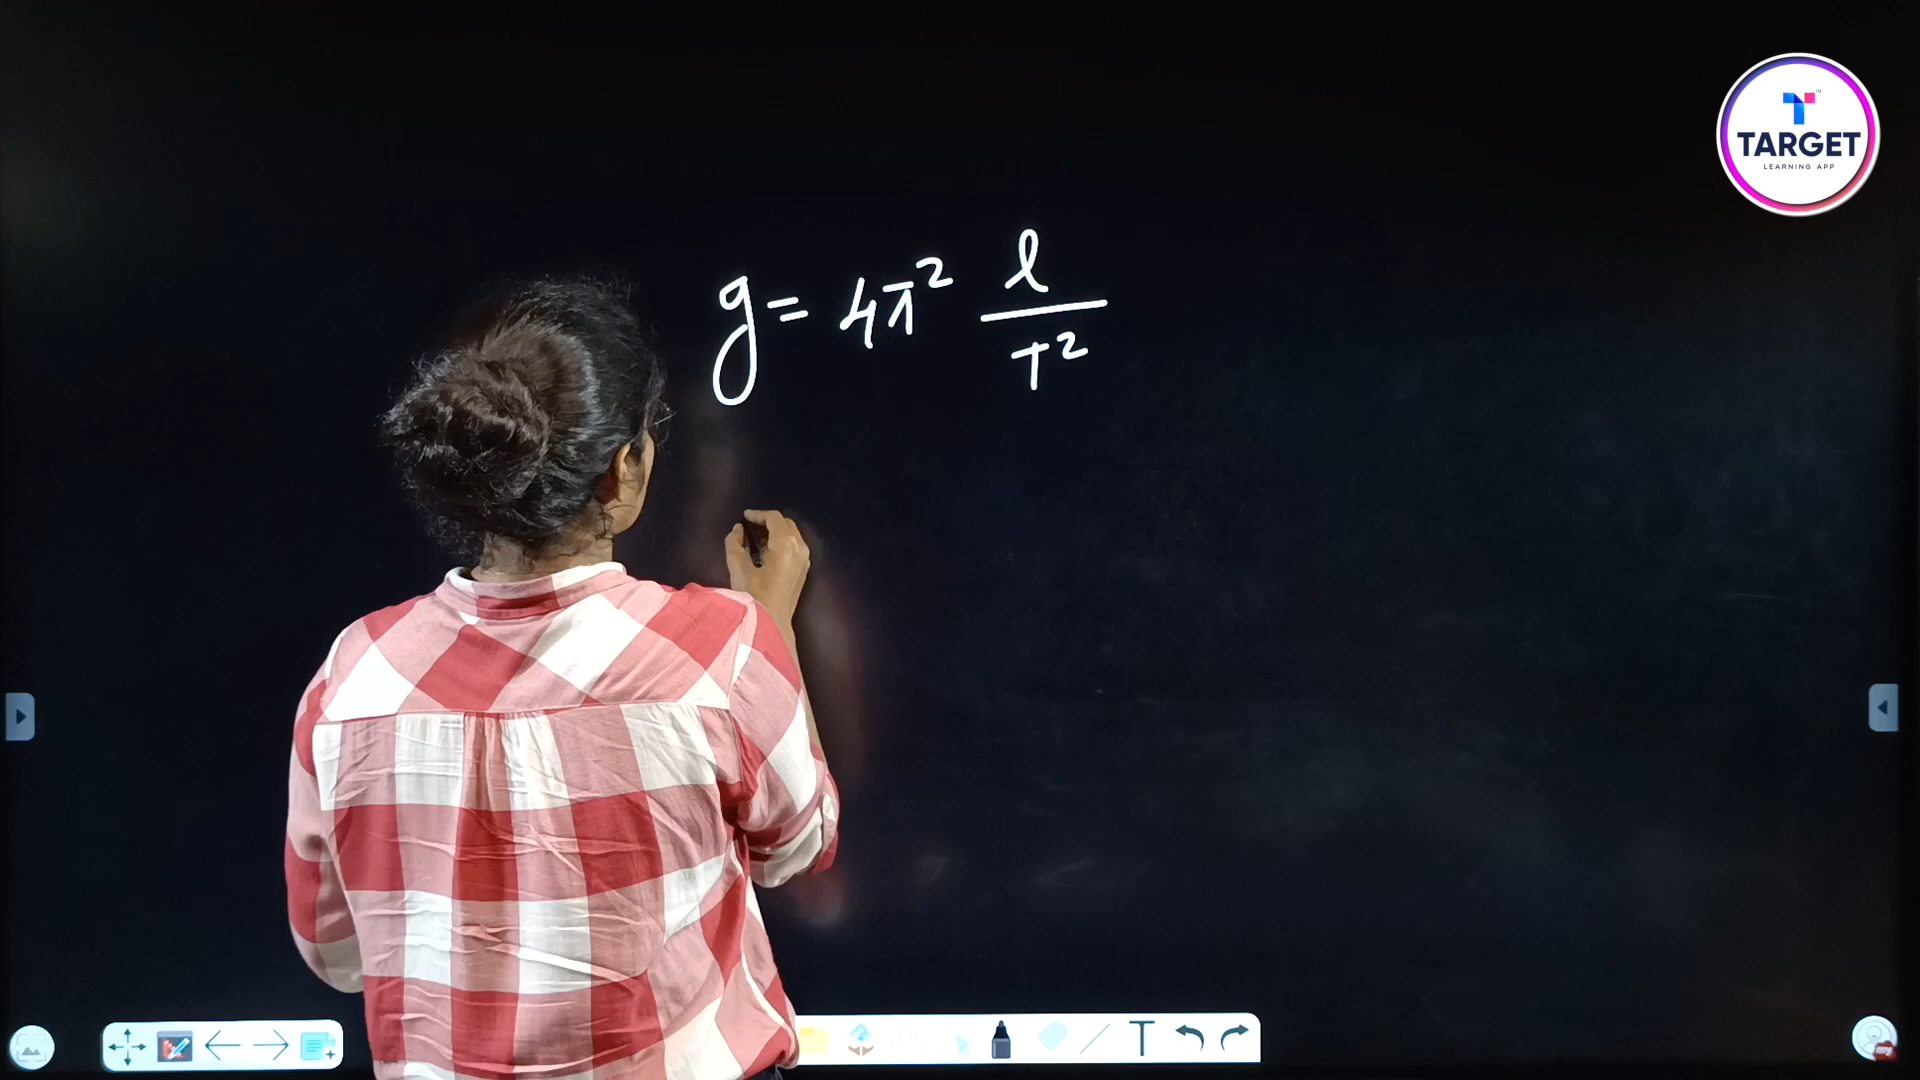 TARGET
LEARNING APP
g = 4π² l/T²
T